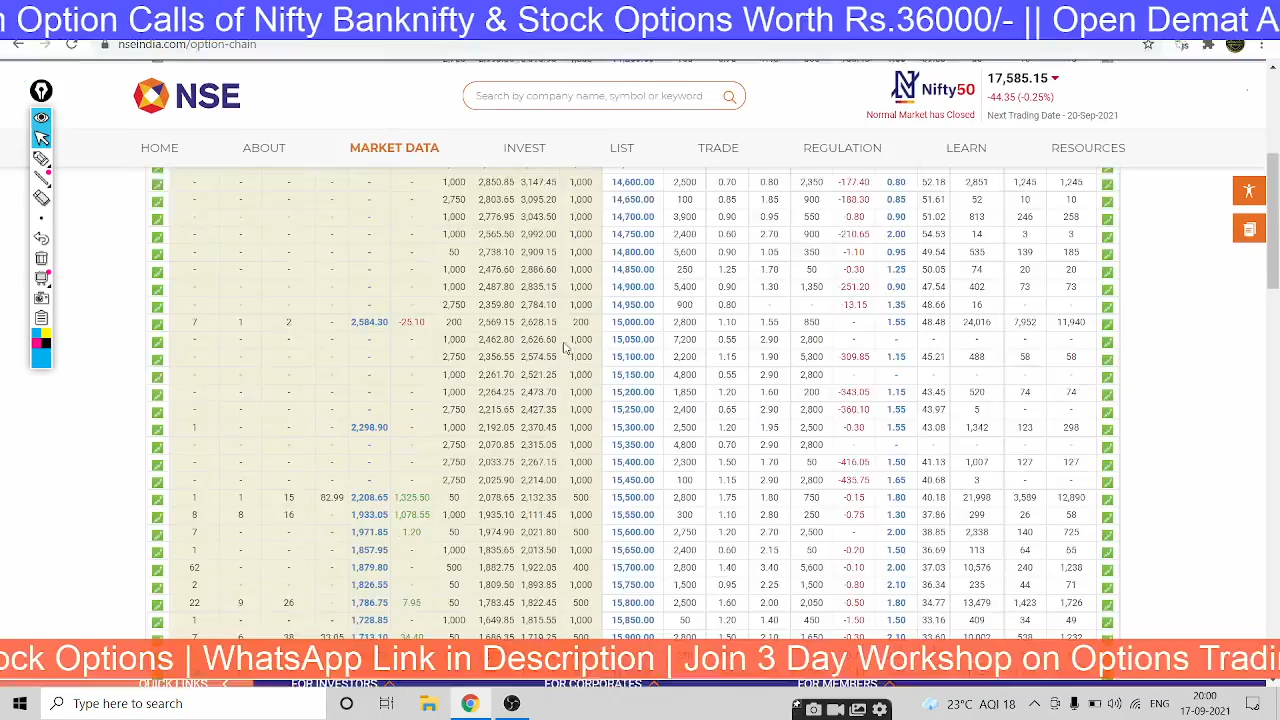 n Options Calls of Nifty, Banknifty & Stock Options Rs.36000/- || Open Demat A
nseindia.com/option-chain
NSE
Search by company name, symbol or keyword
Nifty50
17,585.15
-44.35 (-0.25%)
Normal Market has Closed
Next Trading Date - 20-Sep-2021
HOME ABOUT MARKET DATA INVEST LIST TRADE REGULATION LEARN RESOURCES
- - - - - - 1,000 2,850.85 3,147.45 1,000 14,600.00 2,500 0.70 0.80 2,350 -177.40 0.80 52.18 2,851 1,245 1,245
- - - - - - 2,750 2,803.65 3,095.20 1,000 14,650.00 100 0.85 1.85 900 -188.30 0.85 51.61 52 10 10
- - - - - - 1,000 2,776.95 3,043.50 1,000 14,700.00 3,900 0.90 0.95 550 -0.80 0.90 51.02 813 246 258
- - - - - - 1,000 2,565.50 2,992.50 1,000 14,750.00 2,400 0.60 2.70 900 -210.65 2.00 54.53 14 3 3
- - - - - - 50 2,738.10 2,909.15 1,000 14,800.00 5,600 0.90 1.05 350 -1.10 0.95 49.54 535 139 185
- - - - - - 1,000 2,476.60 2,886.60 1,000 14,850.00 250 1.25 1.70 50 -0.30 1.25 50.05 74 20 20
- - - - - - 1,000 2,487.80 2,835.15 1,000 14,900.00 5,400 0.90 1.30 1,350 -251.20 0.90 47.54 402 73 73
- - - - - - 2,750 2,359.80 2,784.10 1,000 14,950.00 900 0.80 - - -13.15 1.35 48.66 16 - -
7 1 2 - 2,584.30 -28.10 200 2,569.15 2,628.15 200 15,000.00 2,800 1.10 1.55 850 - 1.55 48.48 24,016 7,952 11,940
- - - - - - 1,000 2,462.80 2,626.60 1,000 15,050.00 7,200 0.55 2.90 2,800 - - - - - -
- - - - - - 2,750 2,356.55 2,574.55 1,000 15,100.00 2,200 1.15 1.90 5,300 -309.85 1.15 45.21 488 58 58
- - - - - - 1,000 2,261.70 2,521.25 1,000 15,150.00 4,800 0.55 2.90 2,800 - - - - - -
- - - - - - 1,000 2,264.25 2,473.70 1,000 15,200.00 1,850 1.20 1.60 200 -343.05 1.15 43.45 520 74 74
- - - - - - 2,750 2,215.65 2,427.35 1,000 15,250.00 2,400 0.65 2.90 2,800 -360.10 1.55 43.97 5 - -
1 - - - 2,298.90 - 1,000 2,192.05 2,370.45 1,000 15,300.00 2,500 1.20 1.95 2,500 -0.30 1.55 43.08 1,342 123 298
- - - - - - 2,750 2,070.85 2,315.05 1,000 15,350.00 4,800 0.70 2.90 2,800 - - - - - -
- - - - - - 2,750 2,033.75 2,267.15 1,000 15,400.00 2,300 1.50 1.70 50 -416.05 1.50 41.13 1,007 127 127
- - - - - - 2,750 2,025.90 2,214.00 1,000 15,450.00 100 1.15 2.90 2,800 -435.75 1.65 40.68 3 - -
1 1 15 82.99 2,208.65 1,325.50 50 2,078.65 2,132.35 500 15,500.00 2,800 1.75 1.80 750 -0.15 1.80 40.18 21,998 3,589 12,890
8 8 16 - 1,933.05 1,078.55 1,000 1,935.10 2,111.45 1,000 15,550.00 300 1.10 2.80 250 -0.75 1.30 37.86 299 26 58
7 - - - 1,971.85 - 50 1,974.90 2,021.80 500 15,600.00 2,750 1.20 2.70 2,500 - 2.00 38.85 2,338 140 725
1 - - - 1,857.95 - 1,000 1,835.65 2,013.50 1,000 15,650.00 2,400 0.60 2.15 50 -0.20 1.50 36.69 113 64 65
62 - - - 1,879.80 - 500 1,882.75 1,922.05 400 15,700.00 2,800 1.40 3.40 5,600 -0.10 2.00 37.03 10,576 240 1,238
2 - - - 1,826.55 - 50 1,809.50 1,893.85 1,000 15,750.00 1,500 0.95 2.25 500 -0.80 2.10 36.34 235 44 71
22 9 26 - 1,786.75 50 1,783.45 1,822.45 500 15,800.00 2,500 1.60 2.00 2,050 -0.50 1.80 34.77 13,479 1,423 1,726
1 - - - 1,728.85 - 1,000 1,649.85 1,815.55 1,000 15,850.00 50 1.20 1.40 450 -1.50 1.50 33.16 409 34 49
7 6 38 33.05 1,713.10 500 15,900.00 2,800 1.50 2.10 1,650 -0.30 2.10 33.60 10,002 538 1,232
ock Options | WhatsApp Link in Description | Join 3 Day Workshop on Options Tradi
QUICK LINKS FOR INVESTORS FOR CORPORATES FOR MEMBERS
Type here to search
23°C AQI 18
ENG
20:00
17-09-2021